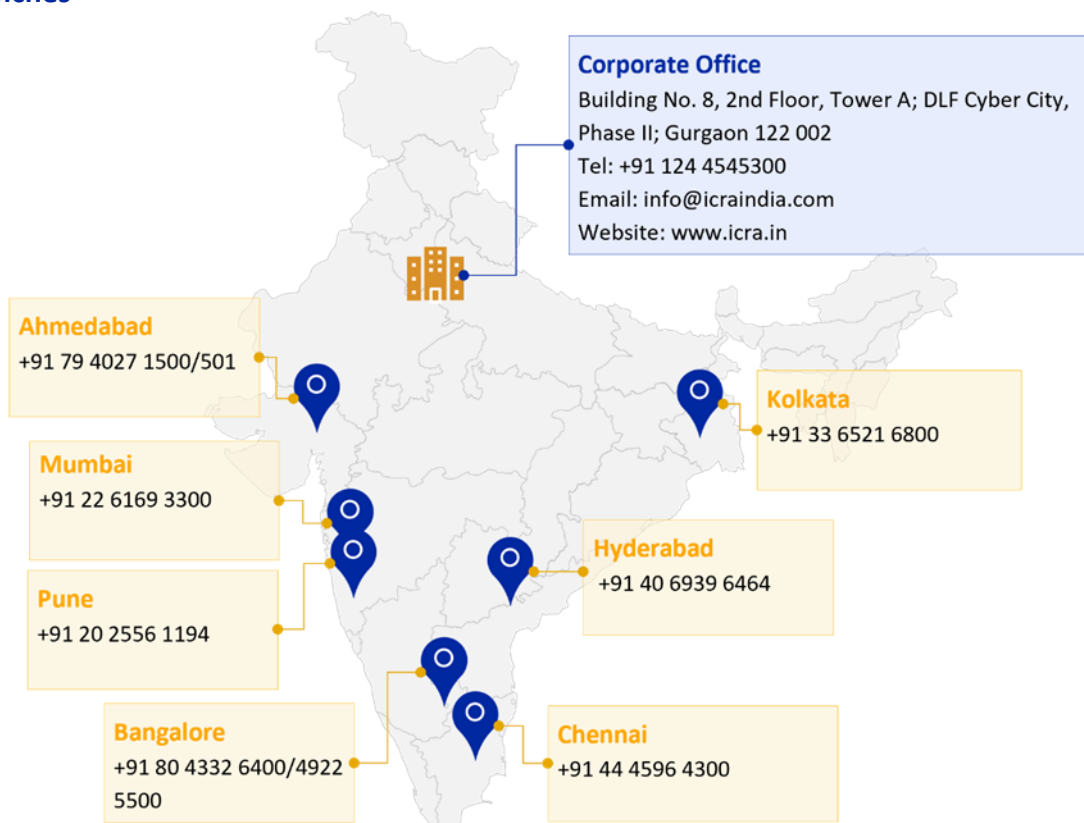 Corporate Office
Building No. 8, 2nd Floor, Tower A; DLF Cyber City,
Phase II; Gurgaon 122 002
Tel: +91 124 4545300
Email: info@icraindia.com
Website: www.icra.in
Ahmedabad
+91 79 4027 1500/501
Kolkata
+91 33 6521 6800
Mumbai
+91 22 6169 3300
Hyderabad
+91 40 6939 6464
Pune
+91 20 2556 1194
Bangalore
+91 80 4332 6400/4922
5500
Chennai
+91 44 4596 4300